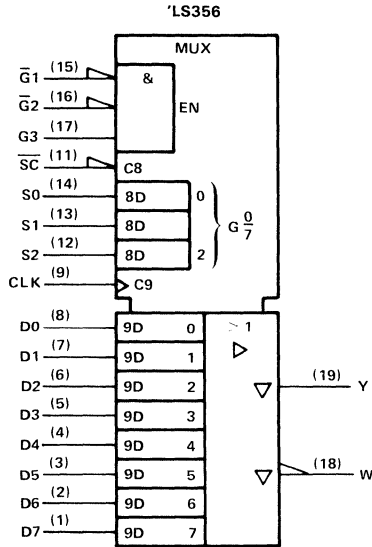 'LS356
MUX
G̅1 (15) &
G̅2 (16) EN
G3 (17)
S̅C̅ (11) C8
S0 (14) 8D 0
S1 (13) 8D G 0/7
S2 (12) 8D 2
CLK (9) C9
D0 (8) 9D 0 ≥ 1
D1 (7) 9D 1
D2 (6) 9D 2 (19) Y
D3 (5) 9D 3
D4 (4) 9D 4
D5 (3) 9D 5 (18) W
D6 (2) 9D 6
D7 (1) 9D 7